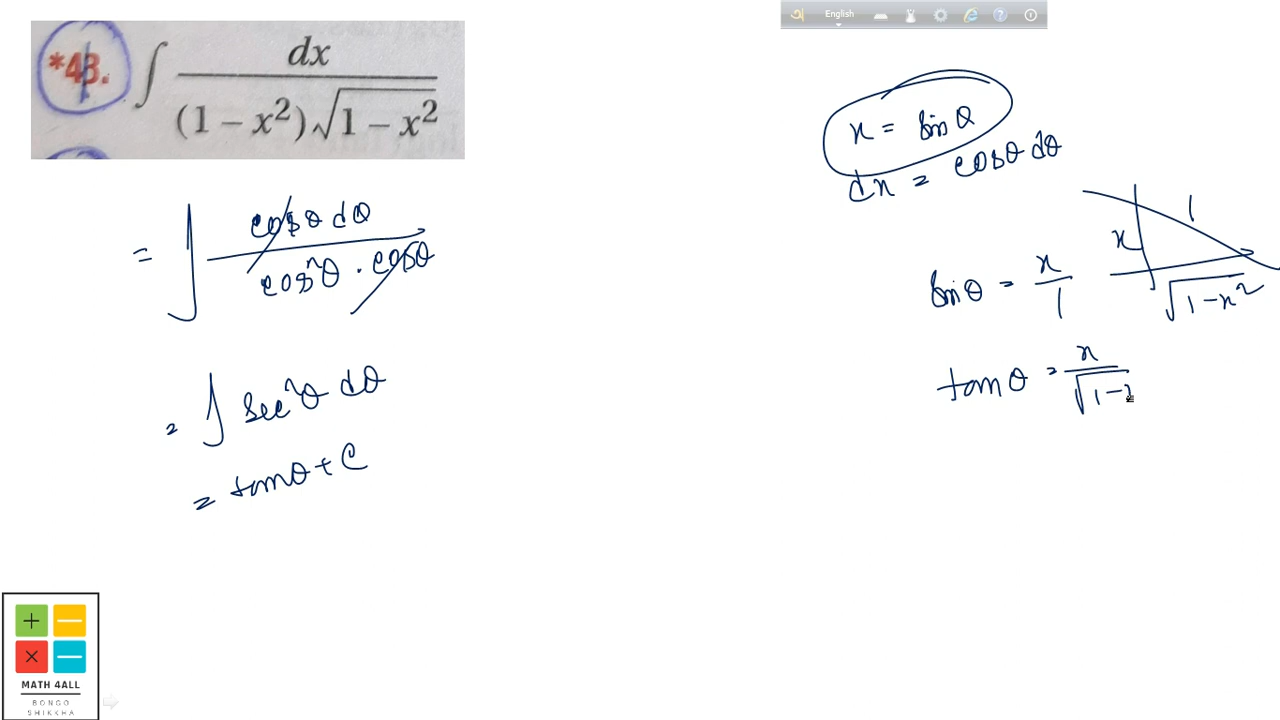 অ English
*43. ∫ dx / (1 – x²)√1 – x²
= ∫ cosθ dθ / cos²θ · cosθ
= ∫ sec²θ dθ
= tanθ + C
x = sinθ
dx = cosθ dθ
1
x
√1-x²
sinθ = x / 1
tanθ = x / √1-
MATH 4ALL
BONGO
SHIKKHA